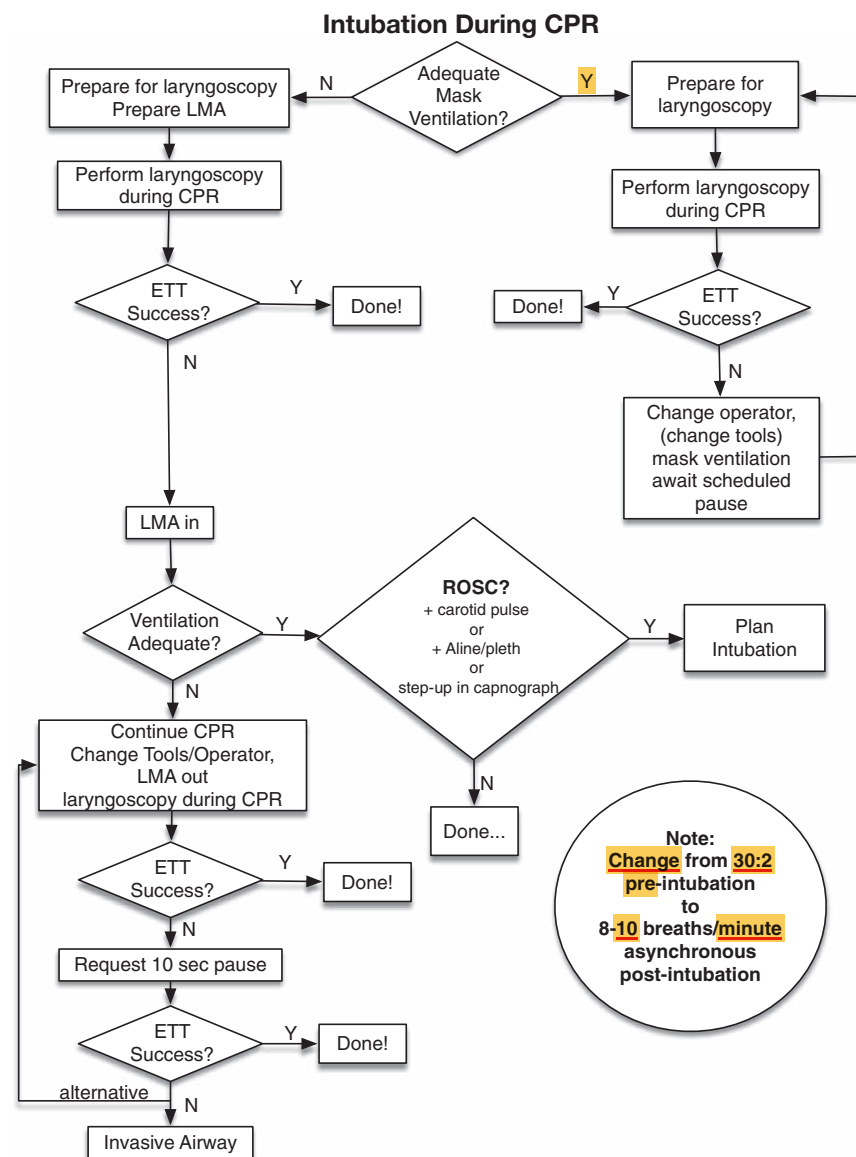 Intubation During CPR
Adequate
Mask
Ventilation?
N
Y
Prepare for laryngoscopy
Prepare LMA
Prepare for
laryngoscopy
Perform laryngoscopy
during CPR
Perform laryngoscopy
during CPR
ETT
Success?
Y
Done!
N
Done!
Y
ETT
Success?
N
Change operator,
(change tools)
mask ventilation
await scheduled
pause
LMA in
Ventilation
Adequate?
Y
N
ROSC?
+ carotid pulse
or
+ Aline/pleth
or
step-up in capnograph
Y
Plan
Intubation
N
Done...
Continue CPR
Change Tools/Operator,
LMA out
laryngoscopy during CPR
ETT
Success?
Y
Done!
N
Request 10 sec pause
ETT
Success?
Y
Done!
alternative
N
Invasive Airway
Note:
Change from 30:2
pre-intubation
to
8-10 breaths/minute
asynchronous
post-intubation